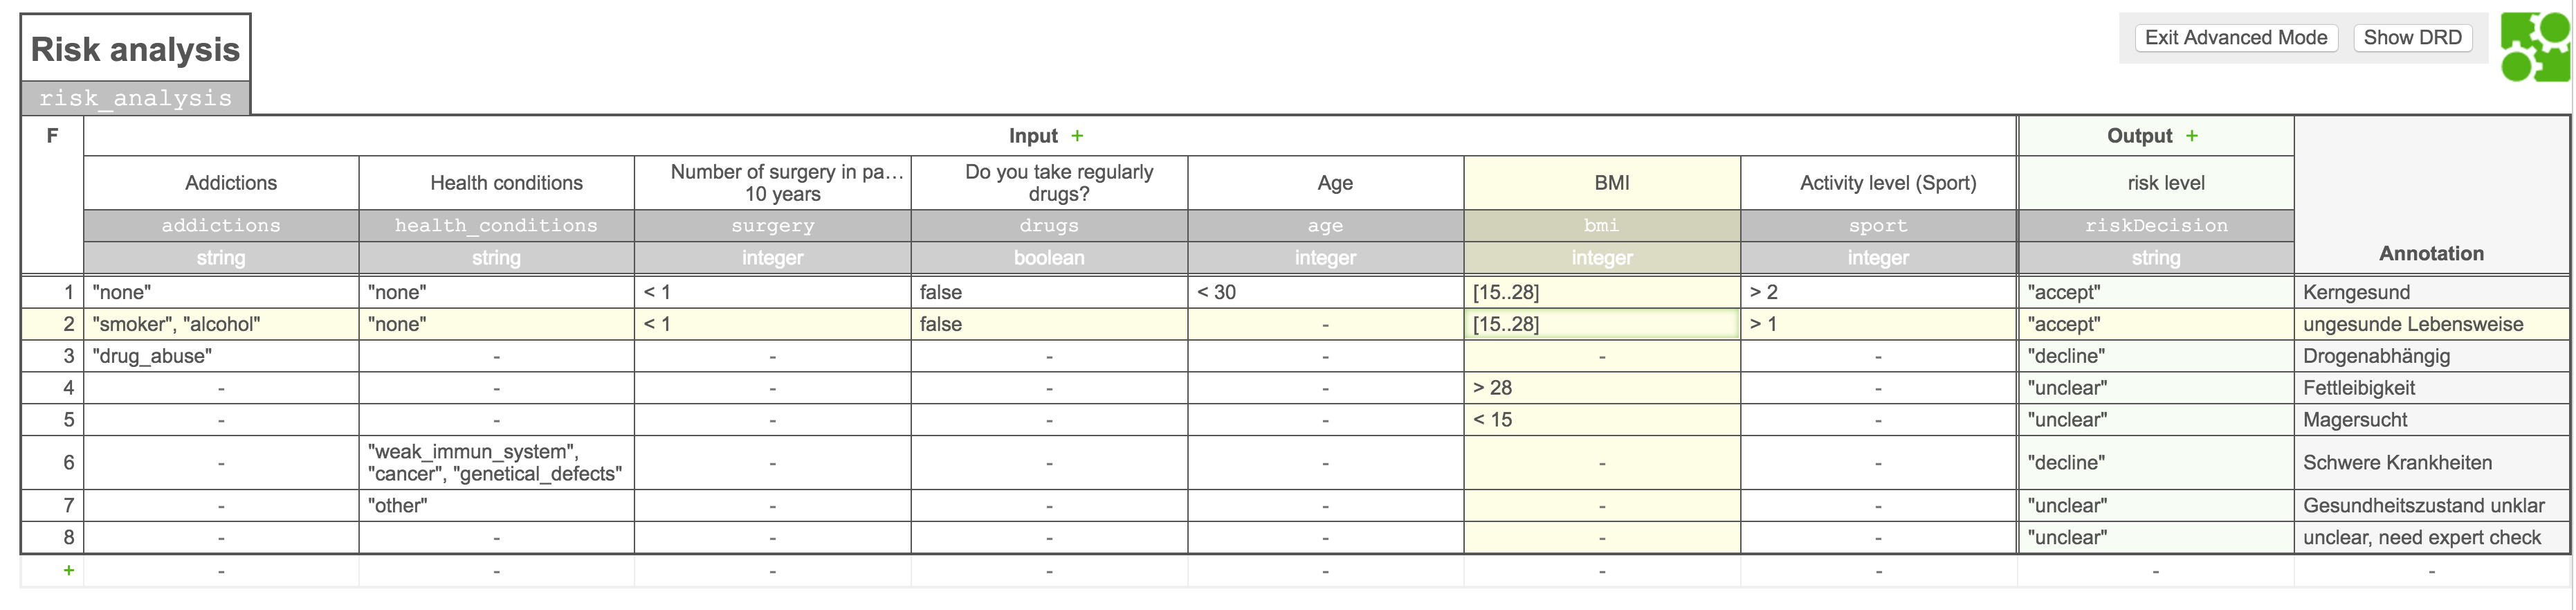 Risk analysis
Exit Advanced Mode Show DRD
risk_analysis
F Input + Output +
Addictions Health conditions Number of surgery in pa… 10 years Do you take regularly drugs? Age BMI Activity level (Sport) risk level
addictions health_conditions surgery drugs age bmi sport riskDecision
Annotation
string string integer boolean integer integer integer string
1 "none" "none" < 1 false < 30 [15..28] > 2 "accept" Kerngesund
2 "smoker", "alcohol" "none" < 1 false - [15..28] > 1 "accept" ungesunde Lebensweise
3 "drug_abuse" - - - - - - "decline" Drogenabhängig
4 - - - - - > 28 - "unclear" Fettleibigkeit
5 - - - - - < 15 - "unclear" Magersucht
6 - "weak_immun_system", "cancer", "genetical_defects" - - - - - "decline" Schwere Krankheiten
7 - "other" - - - - - "unclear" Gesundheitszustand unklar
8 - - - - - - - "unclear" unclear, need expert check
+ - - - - - - - - -